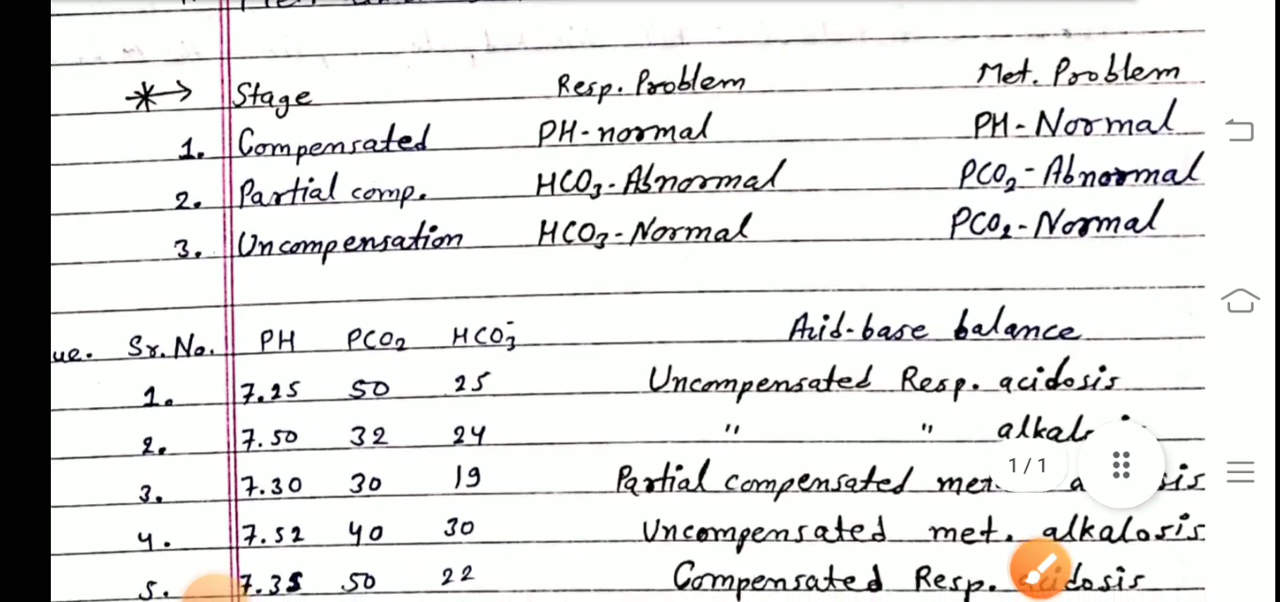 Stage Resp. Problem Met. Problem
1. Compensated PH-normal PH-Normal
2. Partial comp. HCO3-Abnormal PCO2-Abnormal
3. Uncompensation HCO3-Normal PCO2-Normal
ue. Sr. No. PH PCO2 HCO3- Acid-base balance
1. 7.25 50 25 Uncompensated Resp. acidosis
2. 7.50 32 24 " "
3. 7.30 30 19 Partial compensated
1/1
4. 7.52 40 30 Uncompensated met. alkalosis
5. 7.35 50 22 Compensated Resp. acidosis